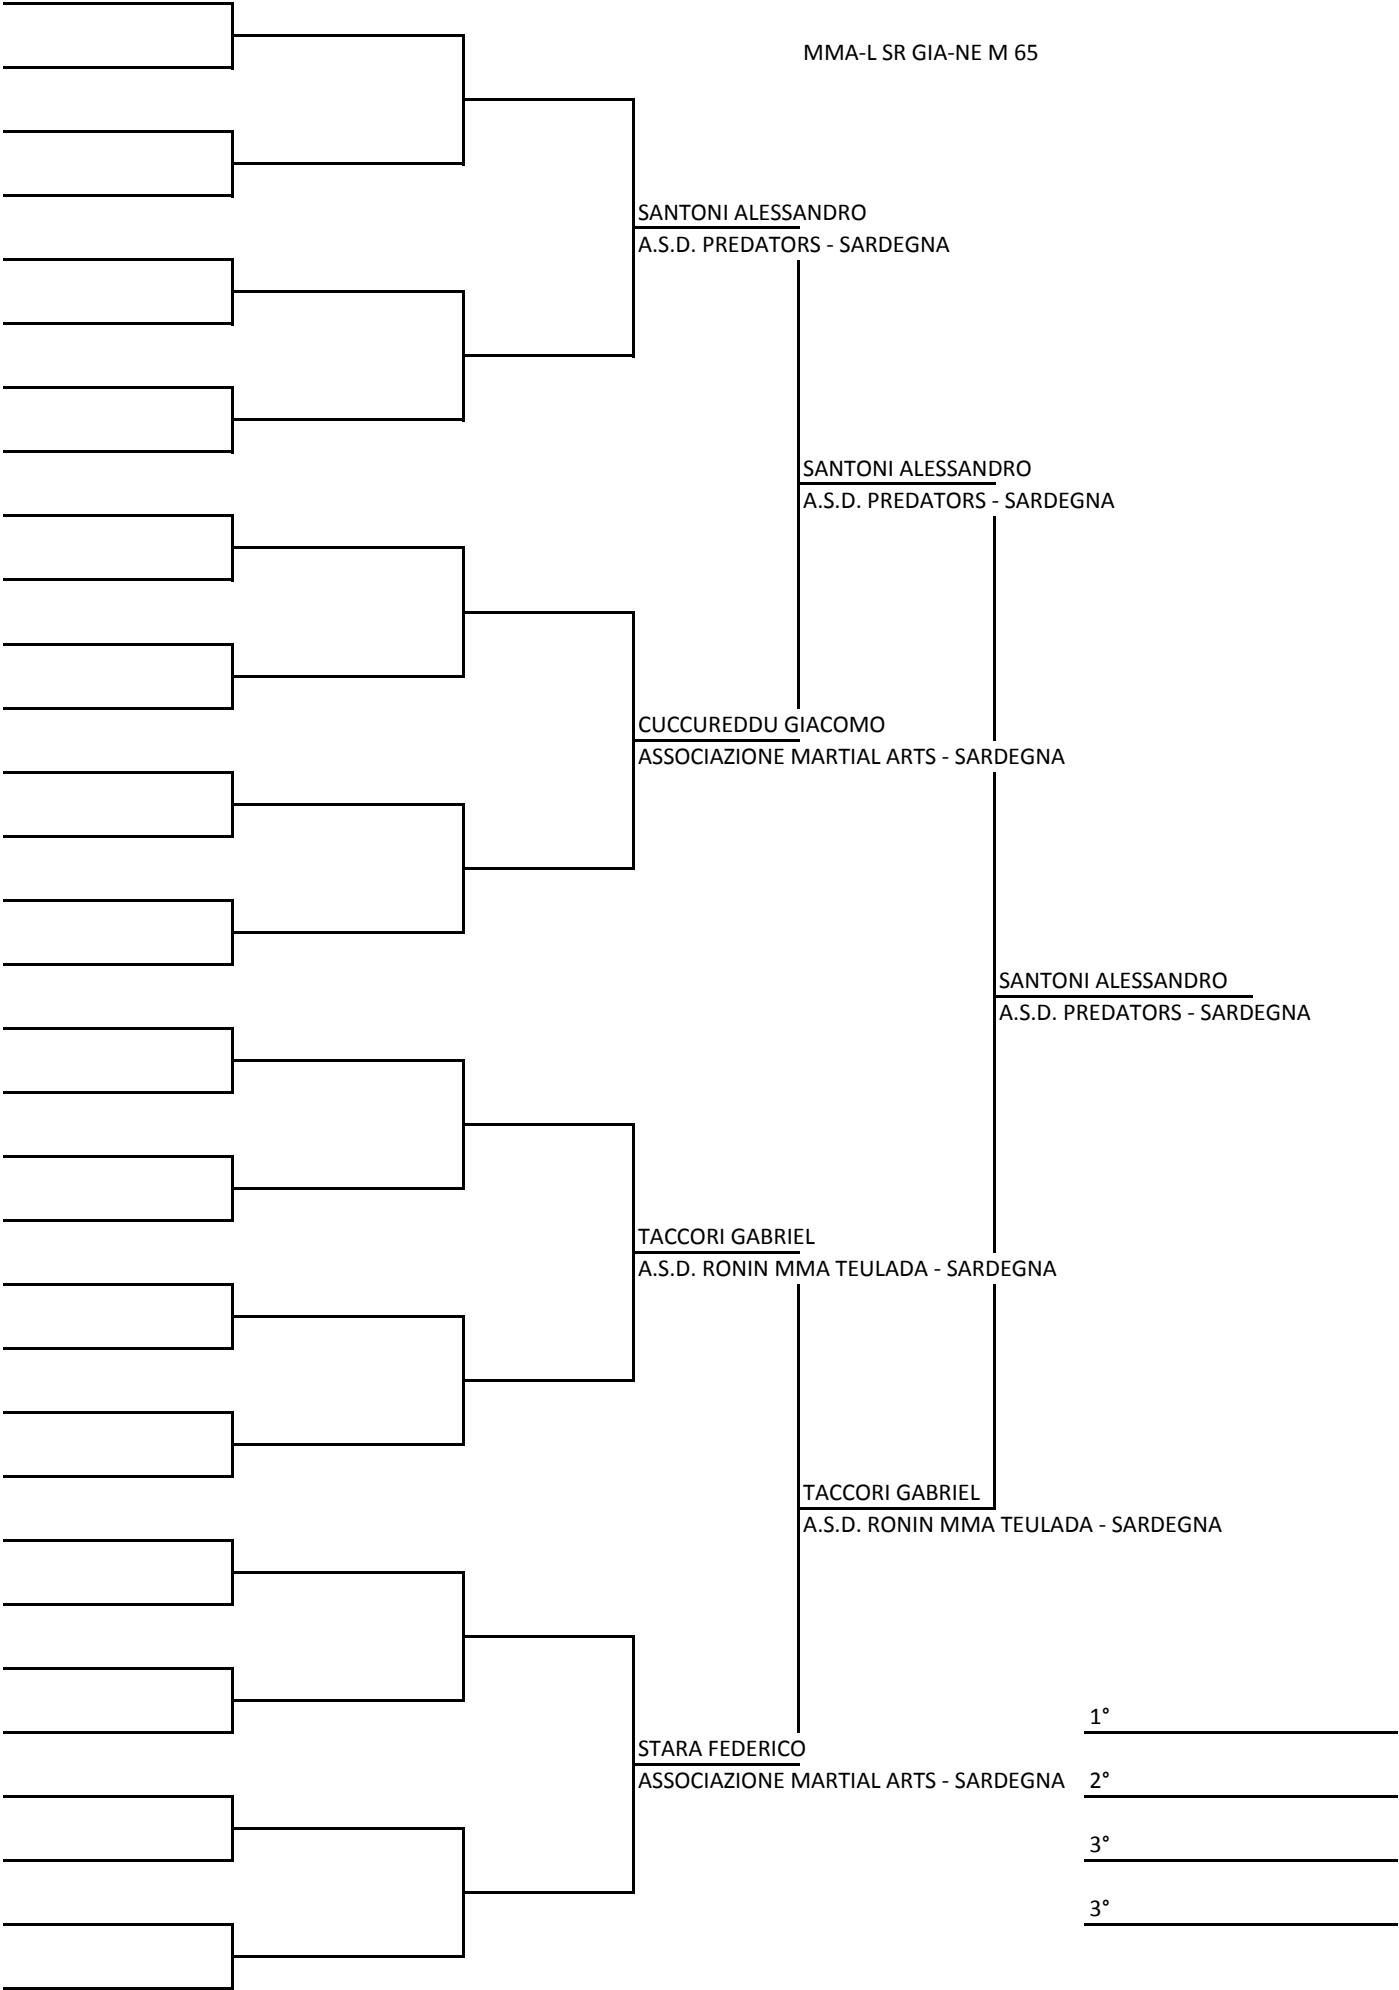 MMA-L SR GIA-NE M 65
SANTONI ALESSANDRO
A.S.D. PREDATORS - SARDEGNA
SANTONI ALESSANDRO
A.S.D. PREDATORS - SARDEGNA
CUCCUREDDU GIACOMO
ASSOCIAZIONE MARTIAL ARTS - SARDEGNA
SANTONI ALESSANDRO
A.S.D. PREDATORS - SARDEGNA
TACCORI GABRIEL
A.S.D. RONIN MMA TEULADA - SARDEGNA
TACCORI GABRIEL
A.S.D. RONIN MMA TEULADA - SARDEGNA
1°
STARA FEDERICO
ASSOCIAZIONE MARTIAL ARTS - SARDEGNA
2°
3°
3°